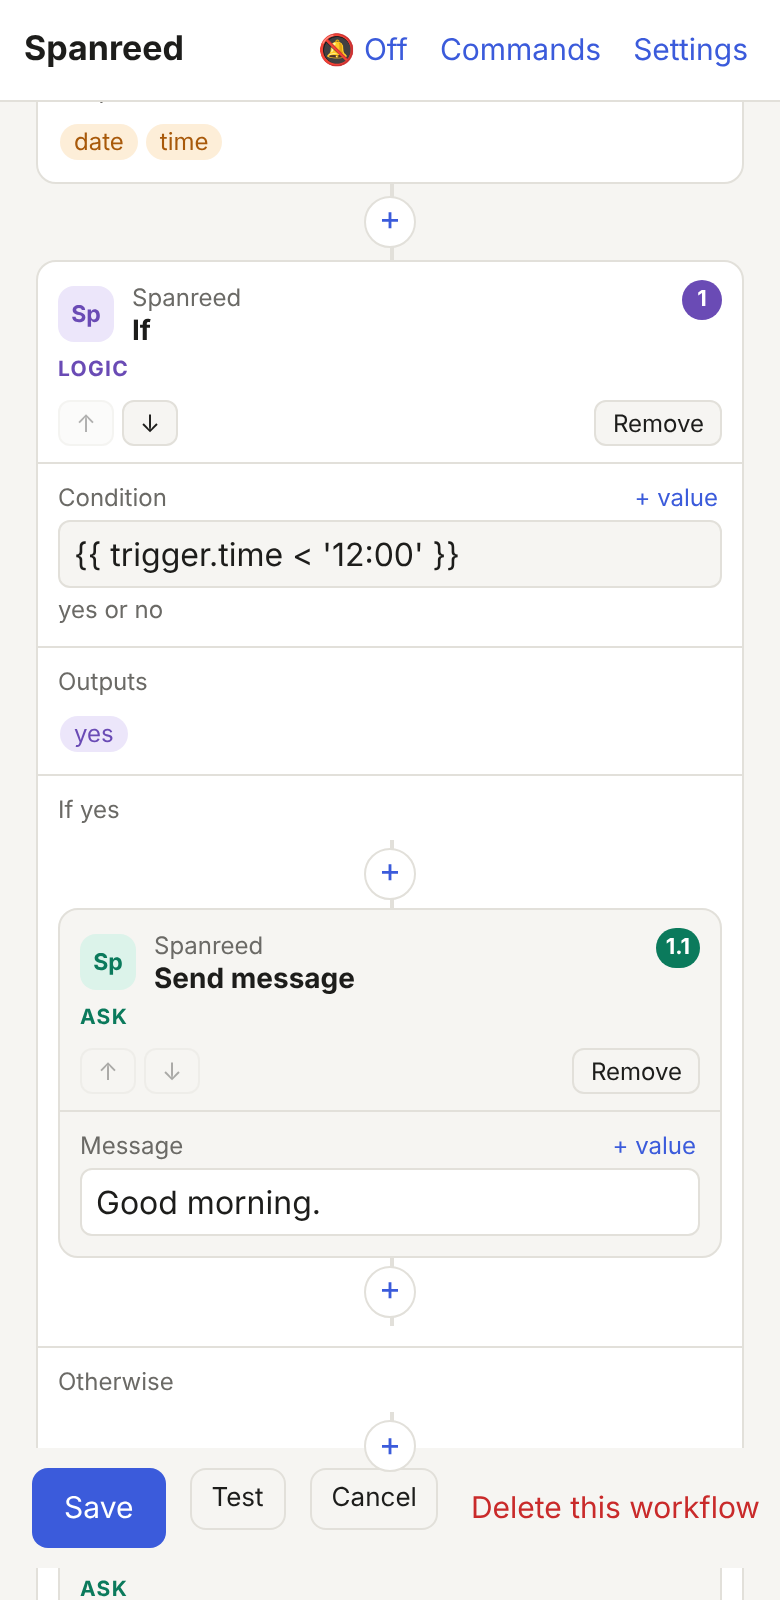 Spanreed
Off Commands Settings
date time
+
Sp Spanreed 1
If
LOGIC
↑ ↓ Remove
Condition + value
{{ trigger.time < '12:00' }}
yes or no
Outputs
yes
If yes
+
Sp Spanreed 1.1
Send message
ASK
↑ ↓ Remove
Message + value
Good morning.
+
Otherwise
+
Save Test Cancel Delete this workflow
ASK